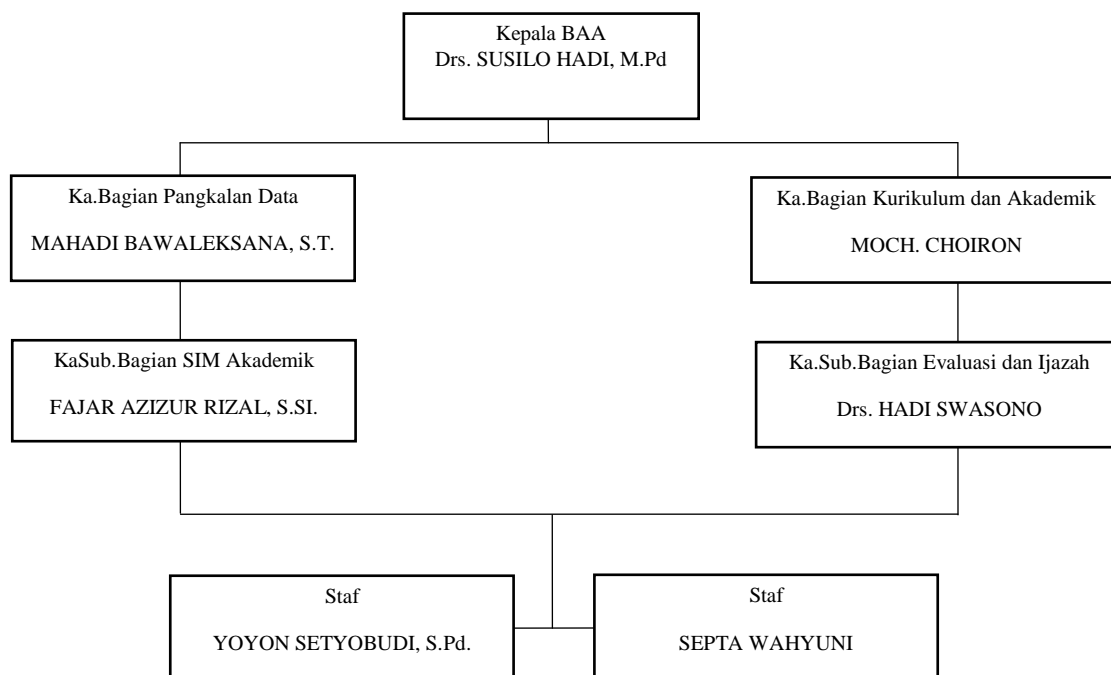 Kepala BAA
Drs. SUSILO HADI, M.Pd
Ka.Bagian Pangkalan Data
MAHADI BAWALEKSANA, S.T.
Ka.Bagian Kurikulum dan Akademik
MOCH. CHOIRON
KaSub.Bagian SIM Akademik
FAJAR AZIZUR RIZAL, S.SI.
Ka.Sub.Bagian Evaluasi dan Ijazah
Drs. HADI SWASONO
Staf
YOYON SETYOBUDI, S.Pd.
Staf
SEPTA WAHYUNI